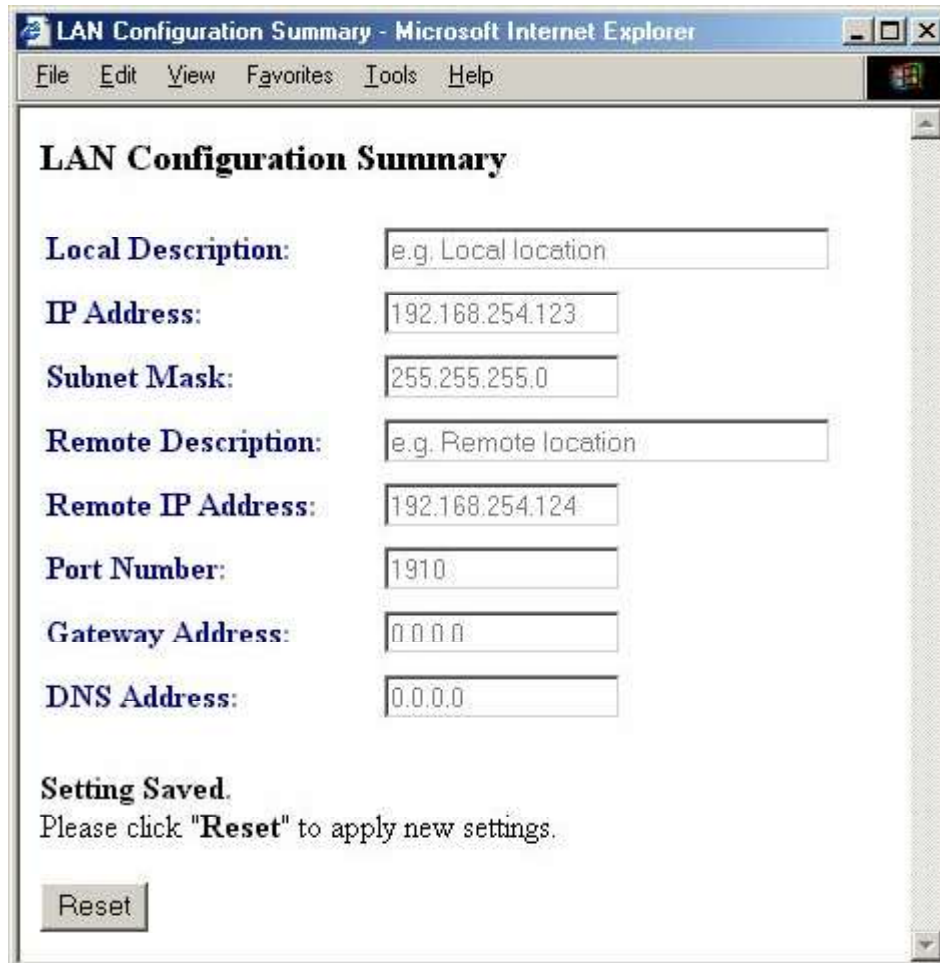 LAN Configuration Summary - Microsoft Internet Explorer
File Edit View Favorites Tools Help
LAN Configuration Summary
Local Description: e.g. Local location
IP Address: 192.168.254.123
Subnet Mask: 255.255.255.0
Remote Description: e.g. Remote location
Remote IP Address: 192.168.254.124
Port Number: 1910
Gateway Address: 0.0.0.0
DNS Address: 0.0.0.0
Setting Saved.
Please click "Reset" to apply new settings.
Reset